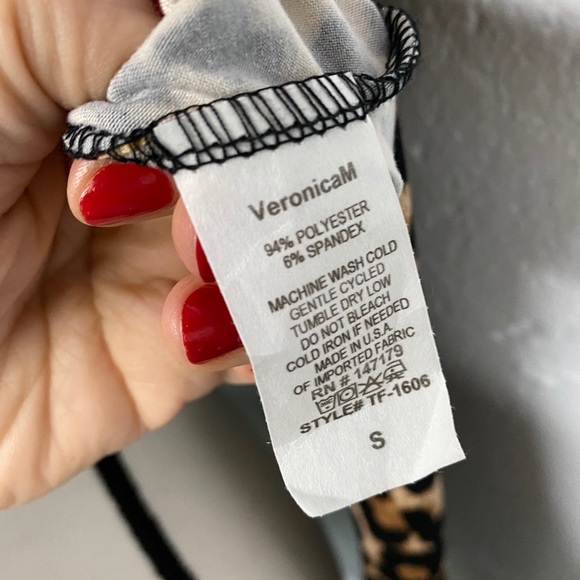 VeronicaM
94% POLYESTER
6% SPANDEX
MACHINE WASH COLD
GENTLE CYCLED
TUMBLE DRY LOW
DO NOT BLEACH
COLD IRON IF NEEDED
MADE IN U.S.A.
OF IMPORTED FABRIC
RN # 147179
STYLE# TF-1606
S